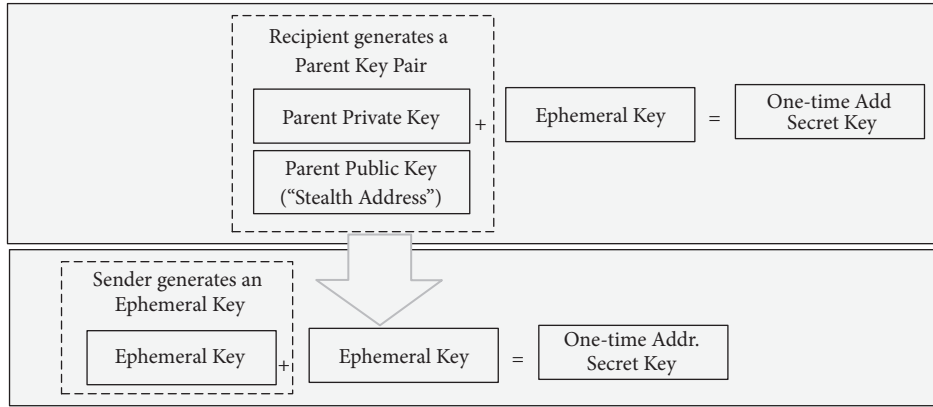 Recipient generates a
Parent Key Pair
Parent Private Key
+
Ephemeral Key
=
One-time Add
Secret Key
Parent Public Key
(“Stealth Address”)
Sender generates an
Ephemeral Key
Ephemeral Key
+
Ephemeral Key
=
One-time Addr.
Secret Key